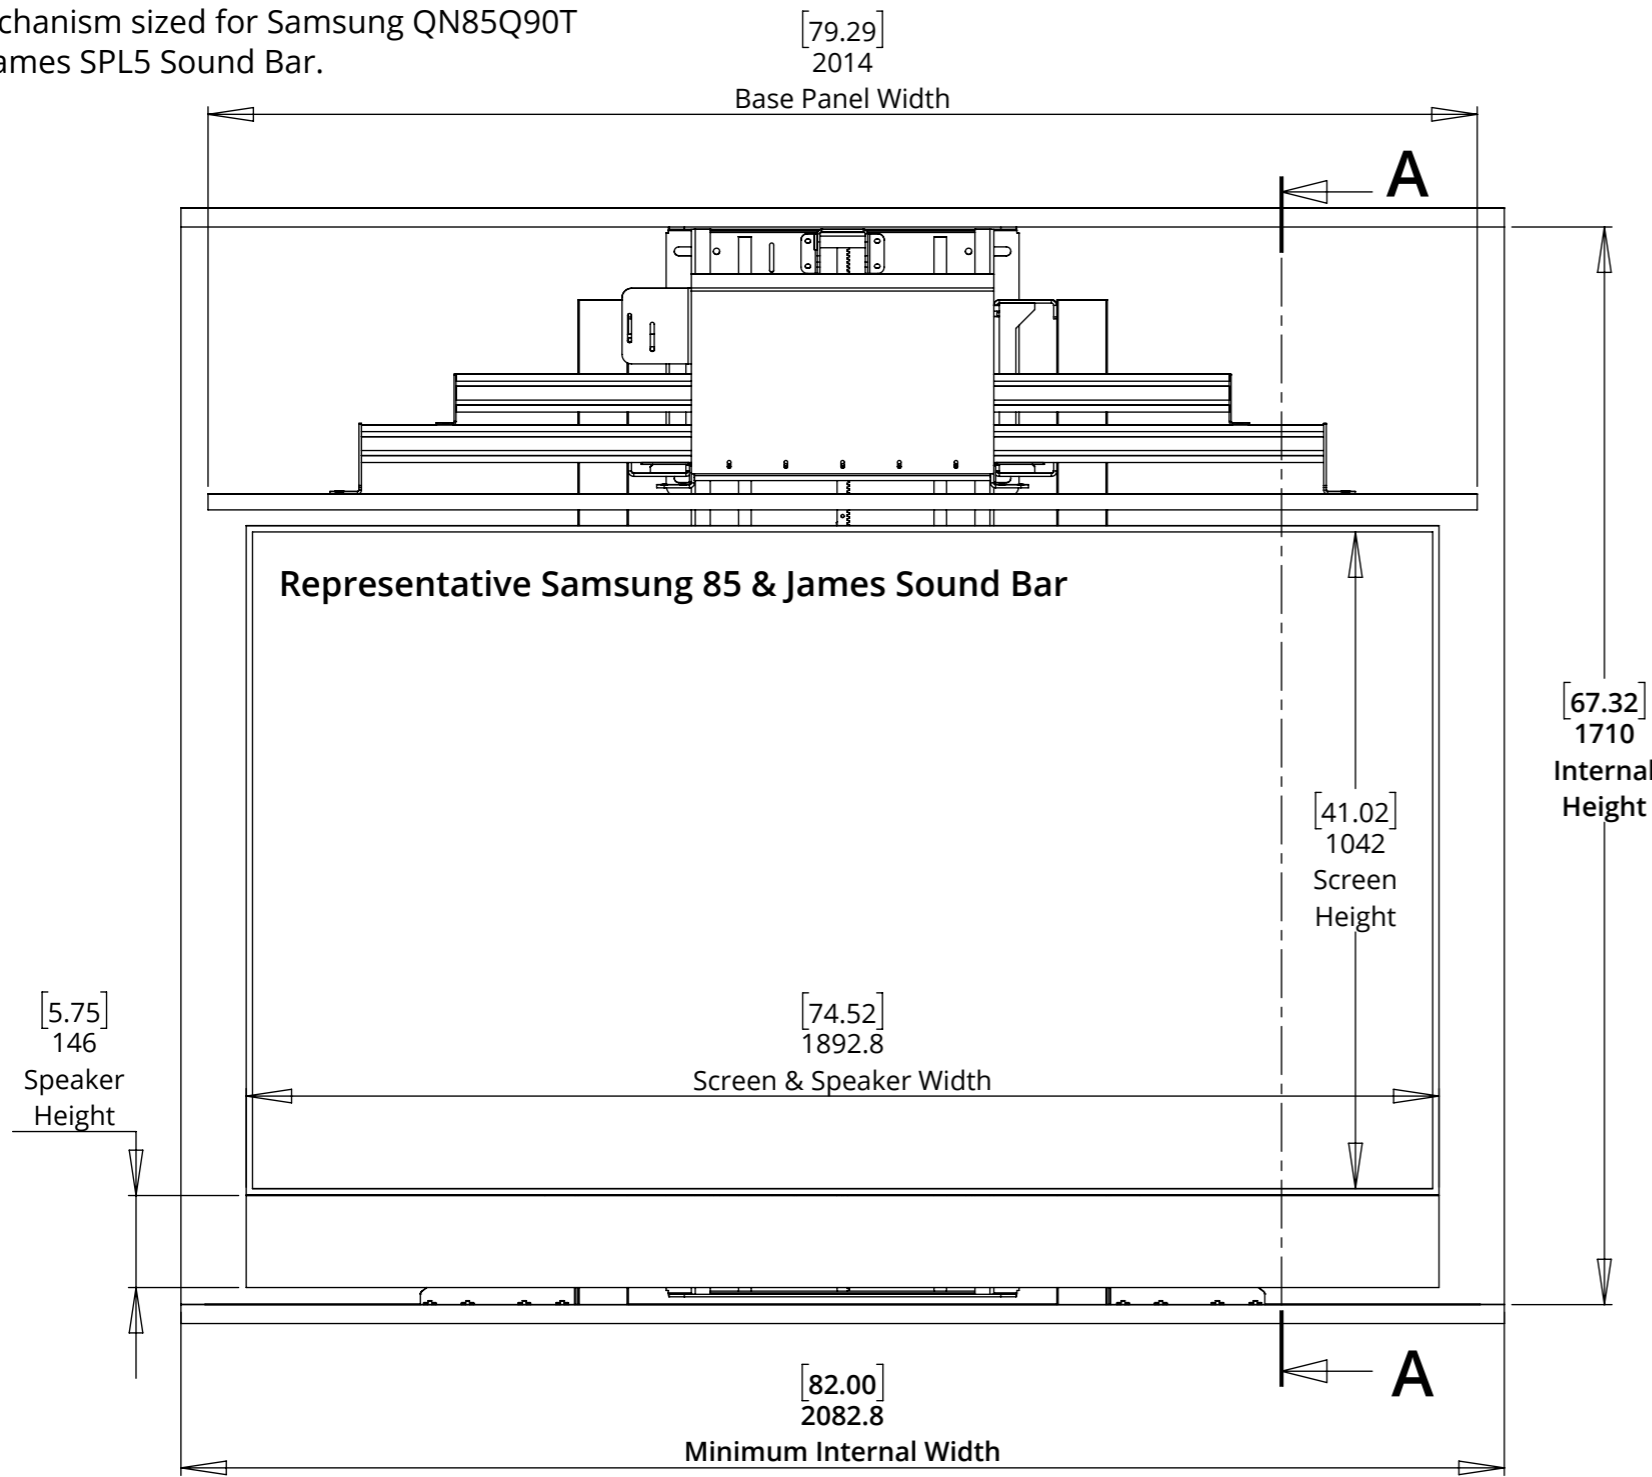 chanism sized for Samsung QN85Q90T
ames SPL5 Sound Bar.
[79.29]
2014
Base Panel Width
A
Representative Samsung 85 & James Sound Bar
[67.32]
1710
Internal
Height
[41.02]
1042
Screen
Height
[5.75]
146
Speaker
Height
[74.52]
1892.8
Screen & Speaker Width
A
[82.00]
2082.8
Minimum Internal Width